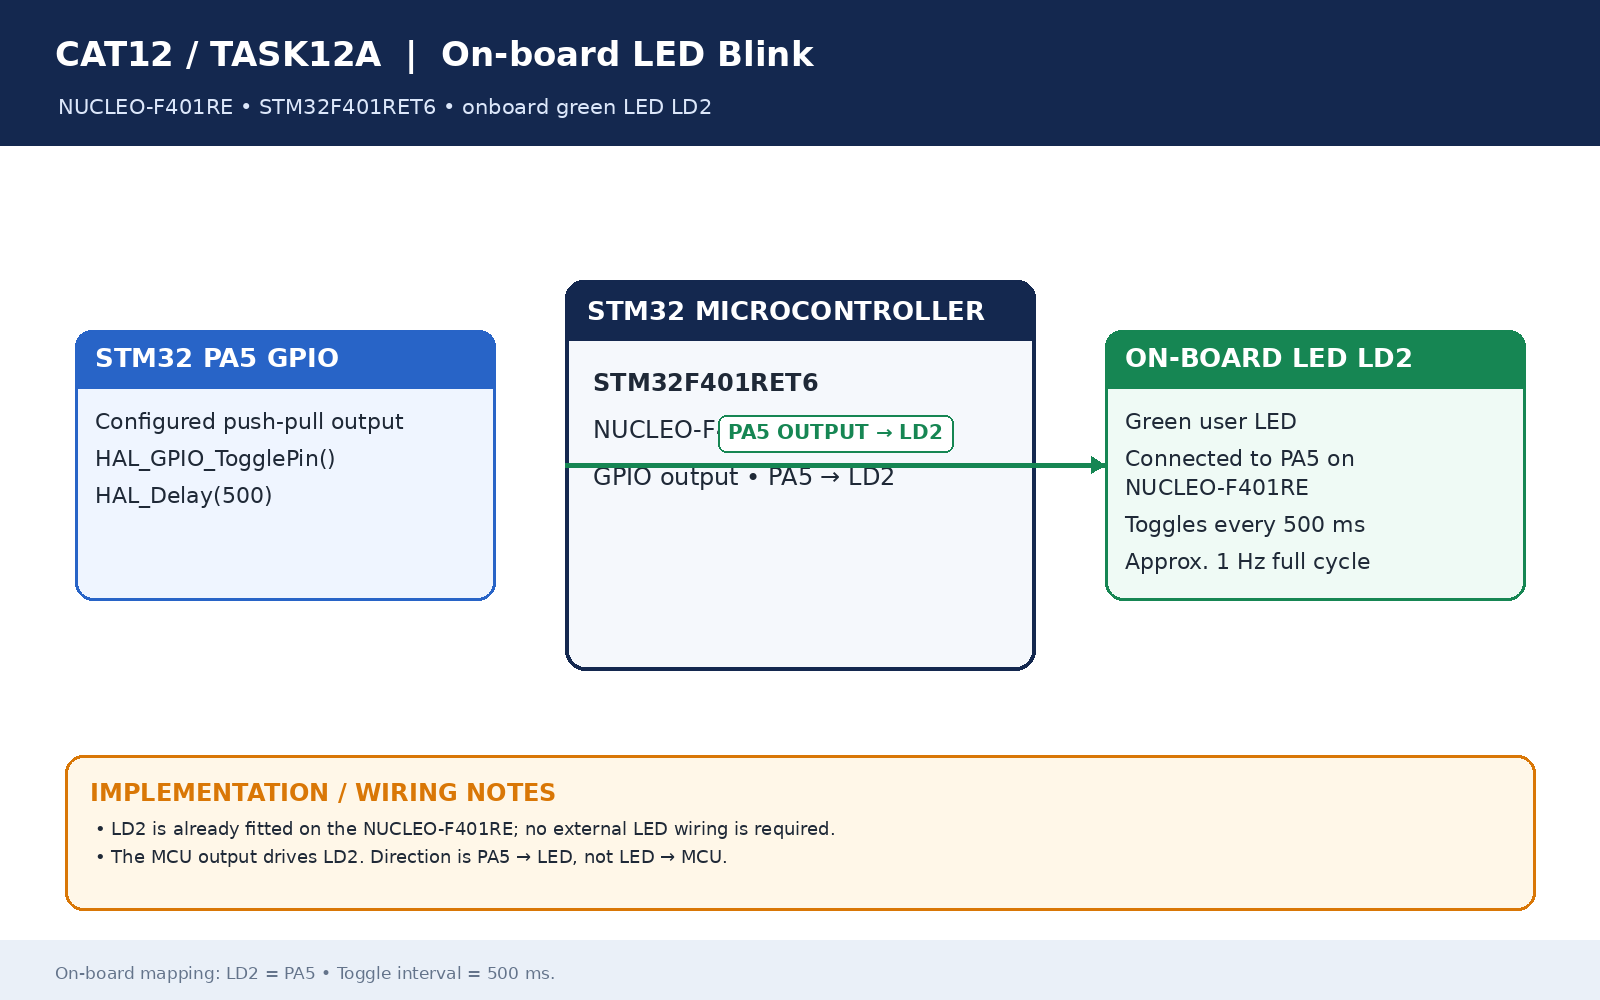 CAT12 / TASK12A | On-board LED Blink
NUCLEO-F401RE • STM32F401RET6 • onboard green LED LD2
STM32 PA5 GPIO
Configured push-pull output
HAL_GPIO_TogglePin()
HAL_Delay(500)
STM32 MICROCONTROLLER
STM32F401RET6
NUCLEO-F
PA5 OUTPUT → LD2
GPIO output • PA5 → LD2
ON-BOARD LED LD2
Green user LED
Connected to PA5 on
NUCLEO-F401RE
Toggles every 500 ms
Approx. 1 Hz full cycle
IMPLEMENTATION / WIRING NOTES
• LD2 is already fitted on the NUCLEO-F401RE; no external LED wiring is required.
• The MCU output drives LD2. Direction is PA5 → LED, not LED → MCU.
On-board mapping: LD2 = PA5 • Toggle interval = 500 ms.